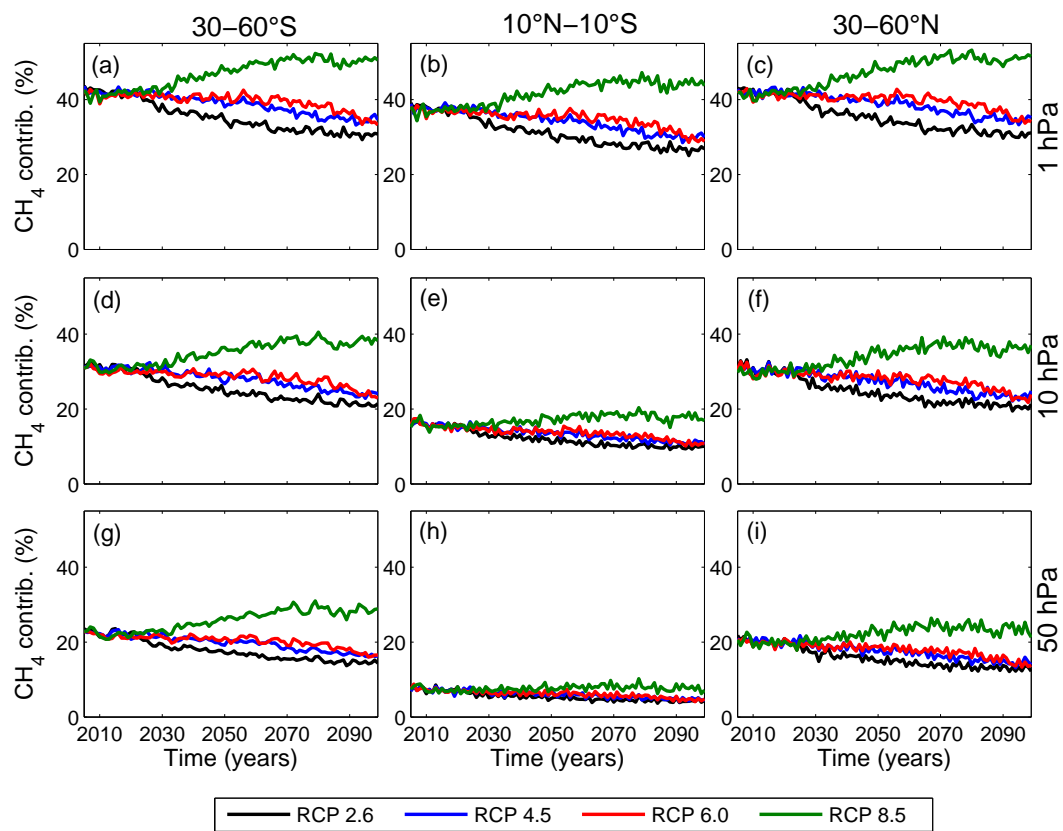 30−60°S 10°N−10°S 30−60°N
(a) (b) (c)
CH4 contrib. (%)
40 40 40
20 20 20
0 0 0
1 hPa
(d) (e) (f)
CH4 contrib. (%)
40 40 40
20 20 20
0 0 0
10 hPa
(g) (h) (i)
CH4 contrib. (%)
40 40 40
20 20 20
0 0 0
50 hPa
2010 2030 2050 2070 2090 2010 2030 2050 2070 2090 2010 2030 2050 2070 2090
Time (years) Time (years) Time (years)
RCP 2.6 RCP 4.5 RCP 6.0 RCP 8.5